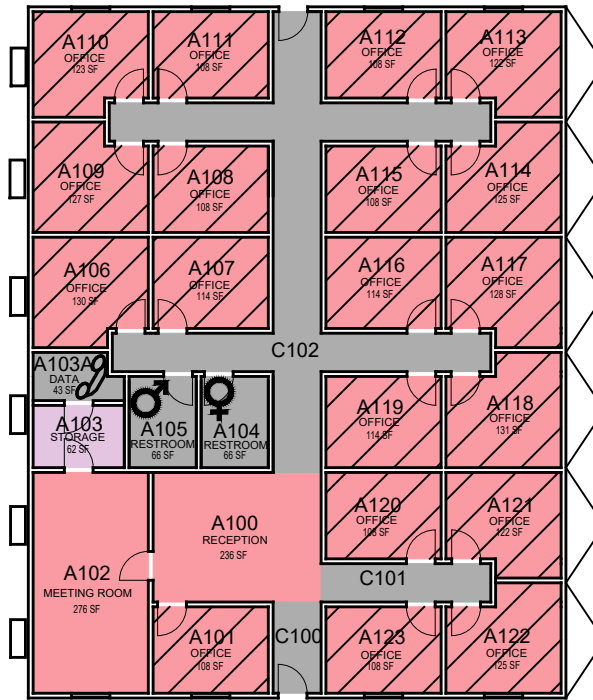 A110
OFFICE
123 SF
A111
OFFICE
108 SF
A112
OFFICE
108 SF
A113
OFFICE
122 SF
A109
OFFICE
127 SF
A108
OFFICE
108 SF
A115
OFFICE
108 SF
A114
OFFICE
125 SF
A106
OFFICE
130 SF
A107
OFFICE
114 SF
A116
OFFICE
114 SF
A117
OFFICE
128 SF
C102
A103A
DATA
43 SF
A103
STORAGE
62 SF
A105
RESTROOM
66 SF
A104
RESTROOM
66 SF
A119
OFFICE
114 SF
A118
OFFICE
131 SF
A100
RECEPTION
236 SF
A120
OFFICE
108 SF
A121
OFFICE
122 SF
A102
MEETING ROOM
276 SF
C101
A101
OFFICE
108 SF
C100
A123
OFFICE
108 SF
A122
OFFICE
125 SF